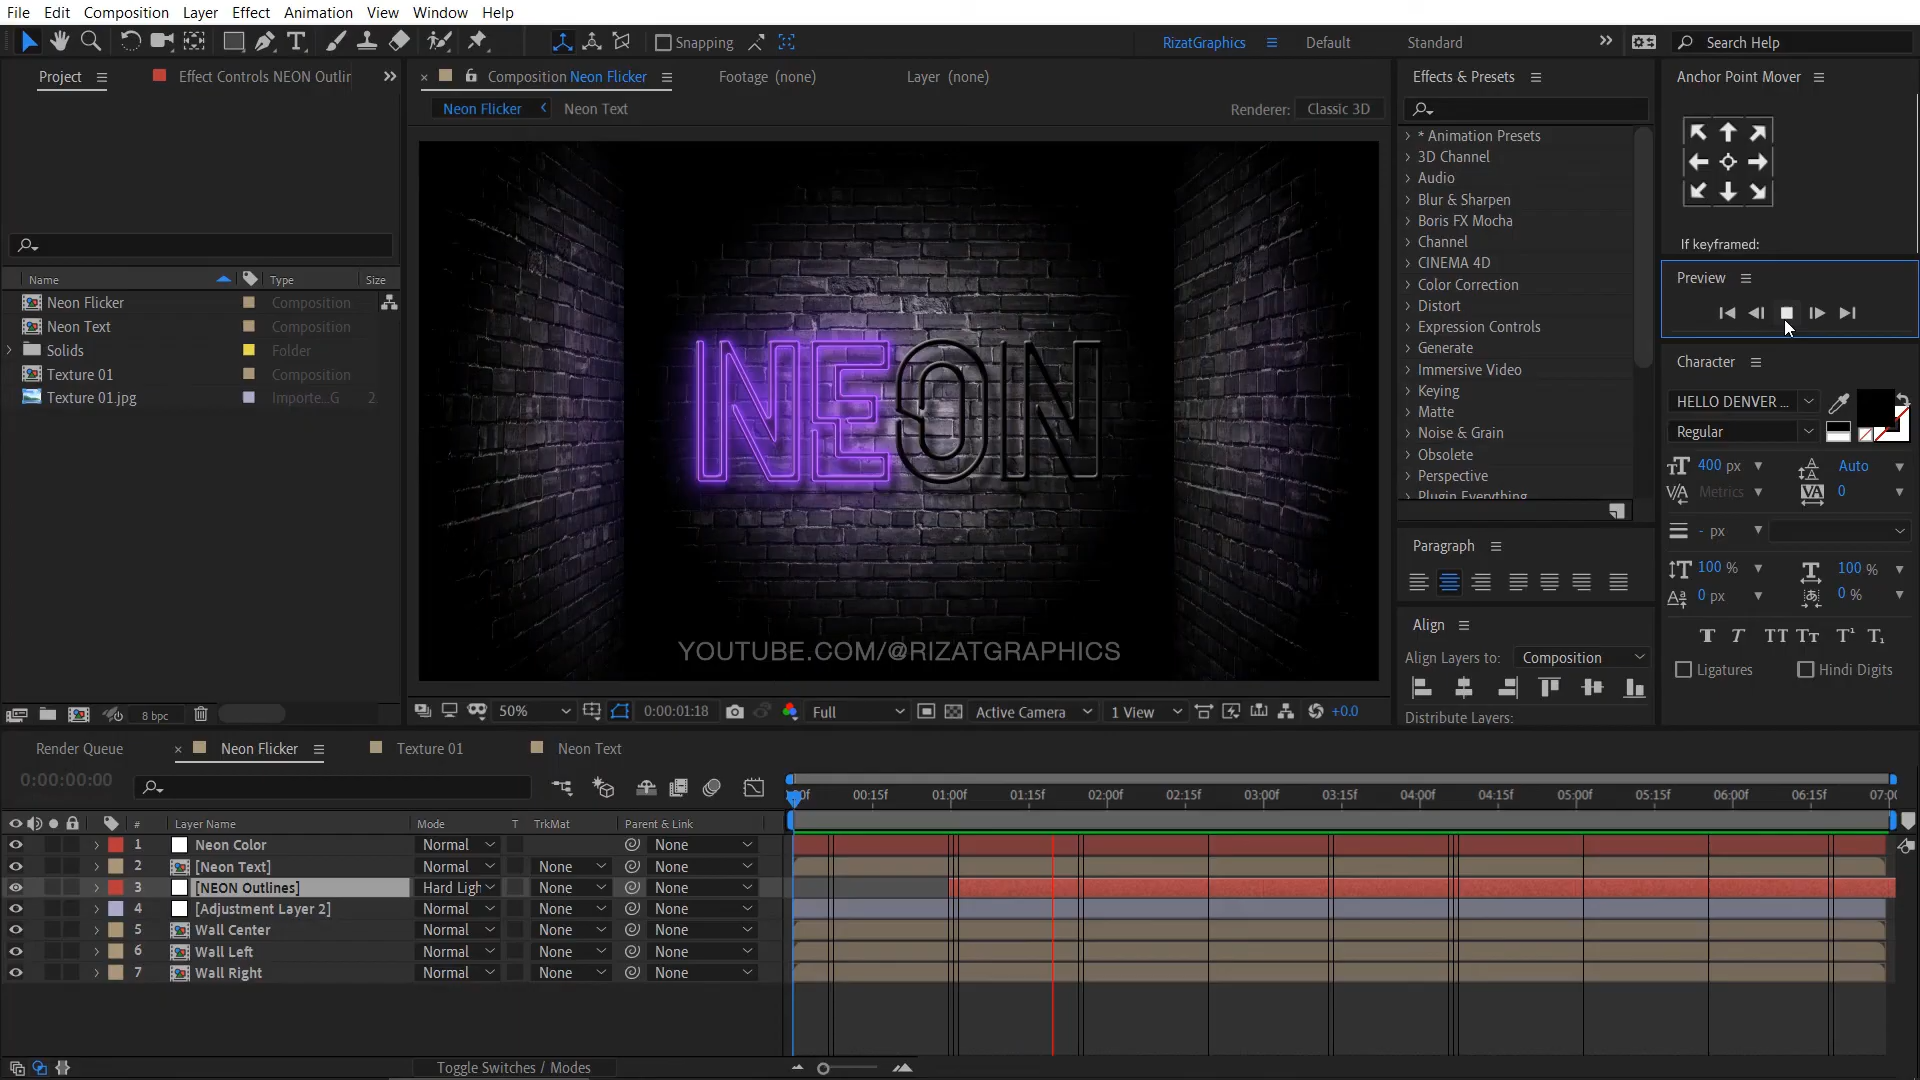 File Edit Composition Layer Effect Animation View Window Help
Snapping RizatGraphics Default Standard Search Help
Project Effect Controls NEON Outlir
Composition Neon Flicker Footage (none) Layer (none)
Neon Flicker Neon Text Renderer: Classic 3D
Name Type Size
Neon Flicker Composition
Neon Text Composition
Solids Folder
Texture 01 Composition
Texture 01.jpg Importe...G 2
NEON
YOUTUBE.COM/@RIZATGRAPHICS
8 bpc
50% 0:00:01:18 Full Active Camera 1 View +0.0
Effects & Presets
* Animation Presets
3D Channel
Audio
Blur & Sharpen
Boris FX Mocha
Channel
CINEMA 4D
Color Correction
Distort
Expression Controls
Generate
Immersive Video
Keying
Matte
Noise & Grain
Obsolete
Perspective
Plugin Everything
Paragraph
Align
Align Layers to: Composition
Distribute Layers:
Anchor Point Mover
If keyframed:
Preview
Character
HELLO DENVER ...
Regular
400 px Auto
Metrics 0
- px
100 % 100 %
0 px 0 %
Ligatures Hindi Digits
Render Queue Neon Flicker Texture 01 Neon Text
0:00:00:00
00:15f 01:00f 01:15f 02:00f 02:15f 03:00f 03:15f 04:00f 04:15f 05:00f 05:15f 06:00f 06:15f 07:00
# Layer Name Mode T TrkMat Parent & Link
1 Neon Color Normal None
2 [Neon Text] Normal None None
3 [NEON Outlines] Hard Ligh None None
4 [Adjustment Layer 2] Normal None None
5 Wall Center Normal None None
6 Wall Left Normal None None
7 Wall Right Normal None None
Toggle Switches / Modes